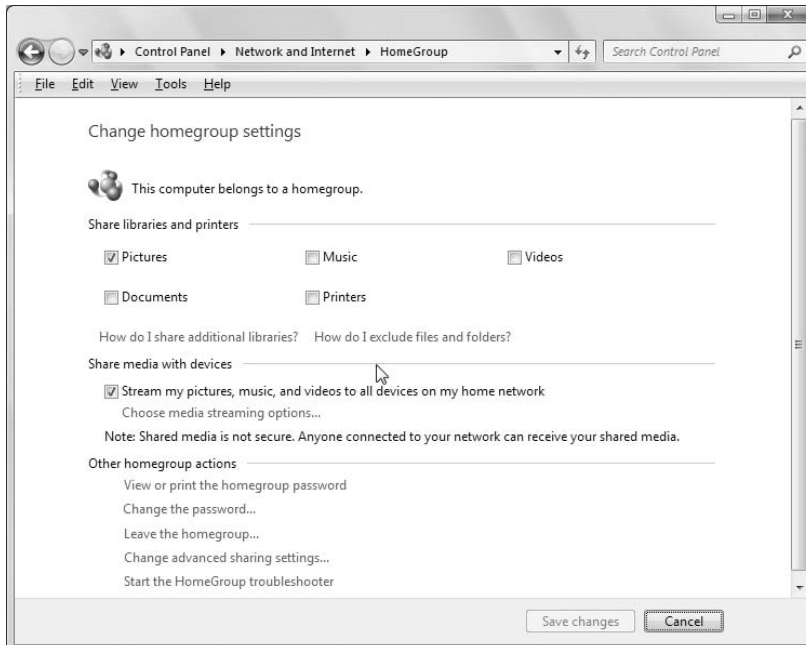 Control Panel ▸ Network and Internet ▸ HomeGroup Search Control Panel
File Edit View Tools Help
Change homegroup settings
This computer belongs to a homegroup.
Share libraries and printers
Pictures Music Videos
Documents Printers
How do I share additional libraries? How do I exclude files and folders?
Share media with devices
Stream my pictures, music, and videos to all devices on my home network
Choose media streaming options...
Note: Shared media is not secure. Anyone connected to your network can receive your shared media.
Other homegroup actions
View or print the homegroup password
Change the password...
Leave the homegroup...
Change advanced sharing settings...
Start the HomeGroup troubleshooter
Save changes Cancel